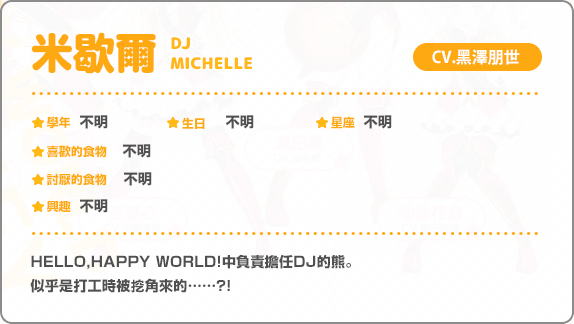 米歇爾 DJ MICHELLE CV.黑澤朋世
★學年 不明 ★生日 不明 ★星座 不明
★喜歡的食物 不明
★討厭的食物 不明
★興趣 不明
HELLO,HAPPY WORLD!中負責擔任DJ的熊。
似乎是打工時被挖角來的……?!